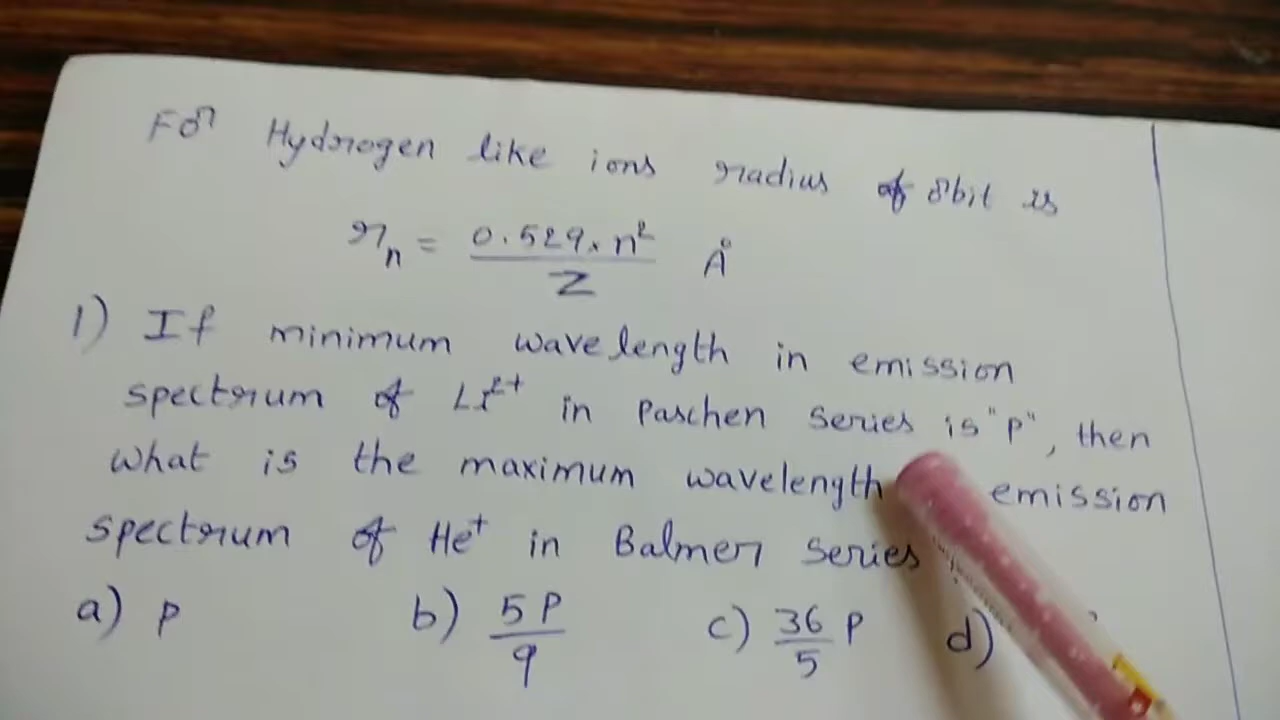 For Hydrogen like ions radius of orbit is
rn = 0.529 × n² / Z Å
1) If minimum wavelength in emission
spectrum of Li²⁺ in Paschen series is "P", then
what is the maximum wavelength emission
spectrum of He⁺ in Balmer series
a) P b) 5P/9 c) 36/5 P d)